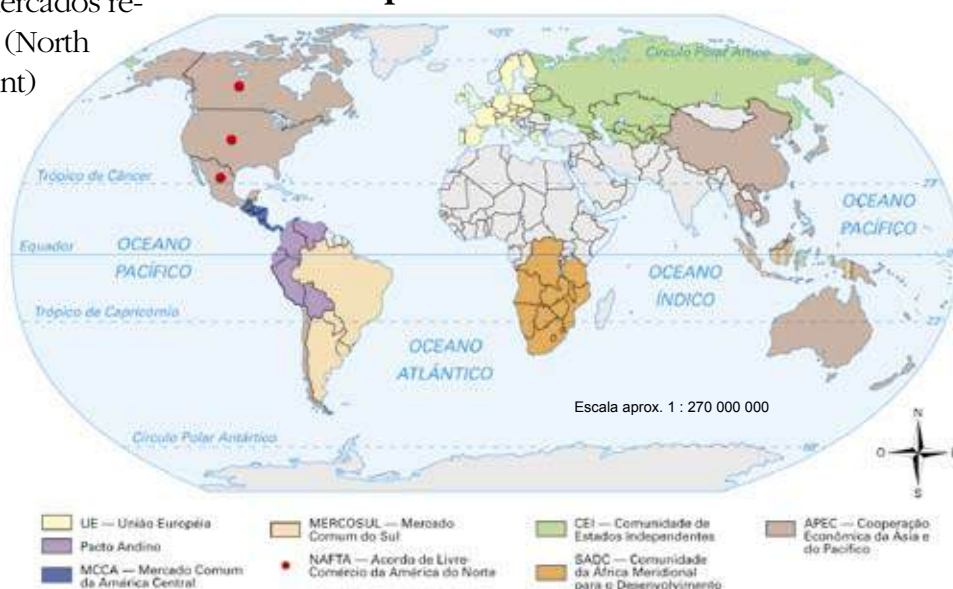 ercados re-
(North
nt)
Círculo Polar Ártico
Trópico de Câncer
OCEANO
PACÍFICO
Equador
OCEANO
PACÍFICO
OCEANO
ÍNDICO
Trópico de Capricórnio
OCEANO
ATLÁNTICO
Escala aprox. 1 : 270 000 000
Círculo Polar Antártico
N
O
S
UE — União Européia
Pacto Andino
MCCA — Mercado Comum
da América Central
MERCOSUL — Mercado
Comum do Sul
NAFTA — Acordo de Livre-
Comércio da América do Norte
CEI — Comunidade de
Estados Independentes
SADC — Comunidade
da África Meridional
para o Desenvolvimento
APEC — Cooperação
Econômica da Ásia e
do Pacífico